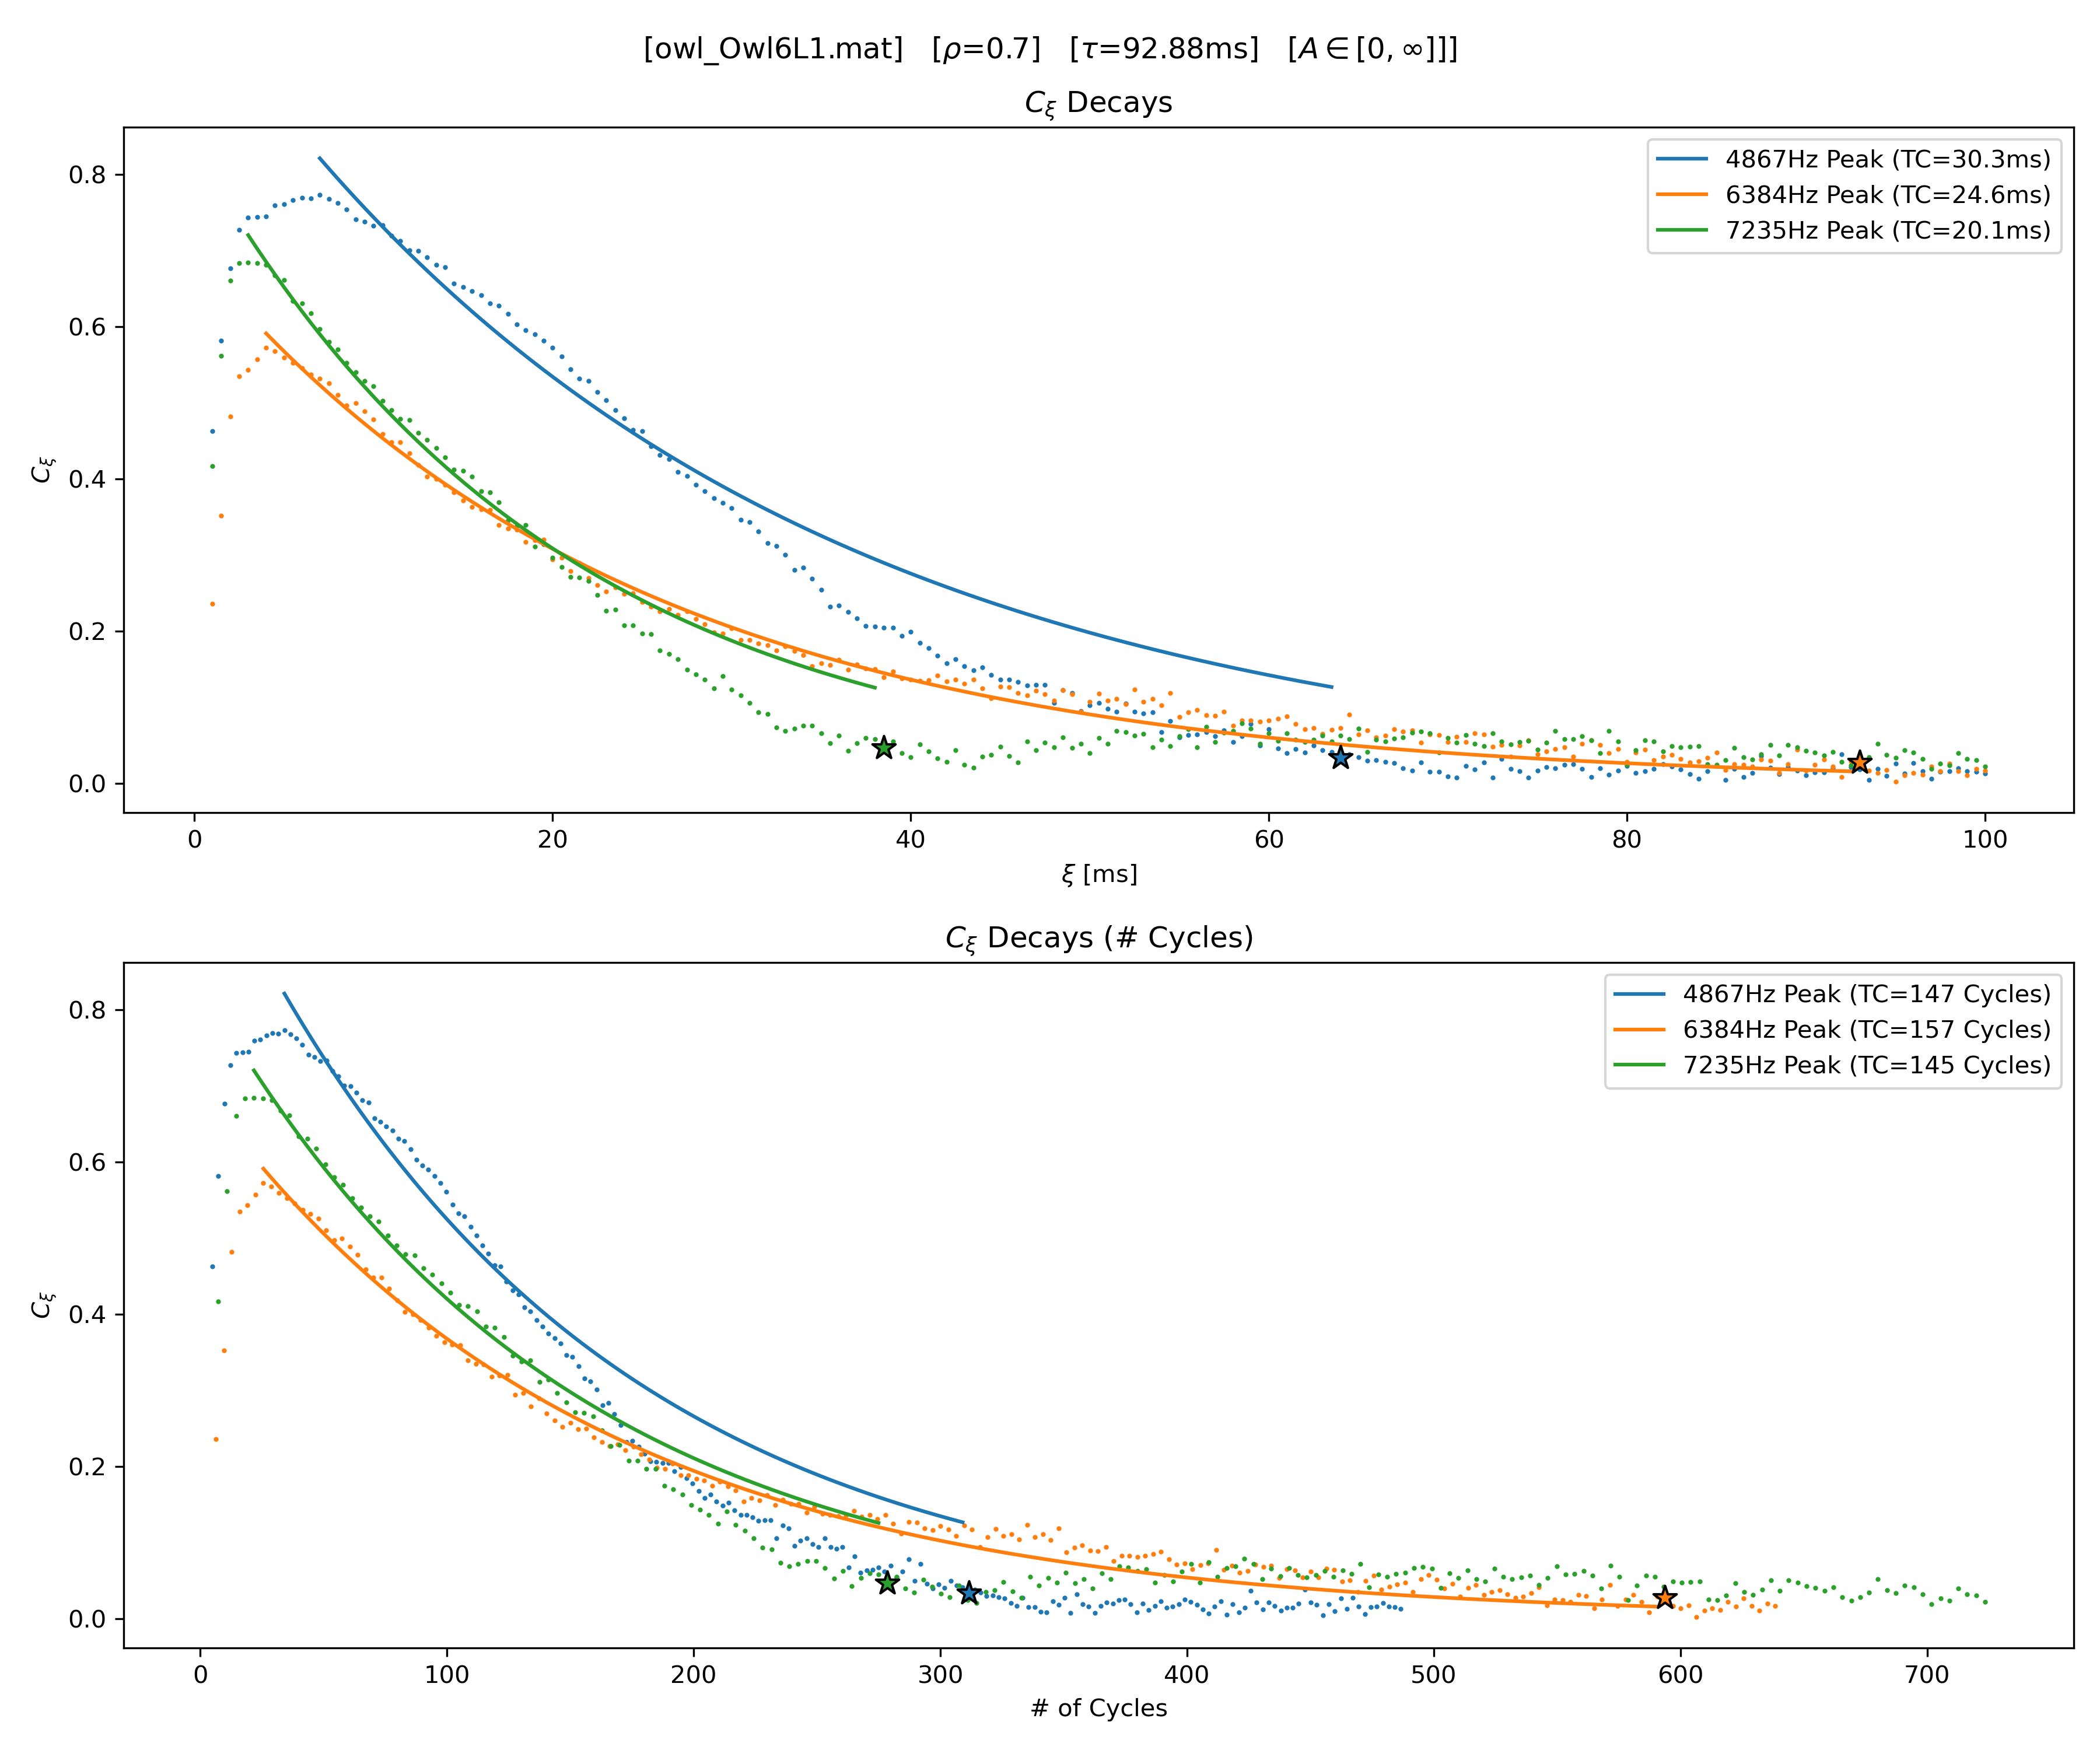 [owl_Owl6L1.mat] [ρ=0.7] [τ=92.88ms] [A ∈ [0, ∞]]]
Cξ Decays
4867Hz Peak (TC=30.3ms)
6384Hz Peak (TC=24.6ms)
7235Hz Peak (TC=20.1ms)
Cξ
0.8
0.6
0.4
0.2
0.0
0 20 40 60 80 100
ξ [ms]
Cξ Decays (# Cycles)
4867Hz Peak (TC=147 Cycles)
6384Hz Peak (TC=157 Cycles)
7235Hz Peak (TC=145 Cycles)
Cξ
0.8
0.6
0.4
0.2
0.0
0 100 200 300 400 500 600 700
# of Cycles